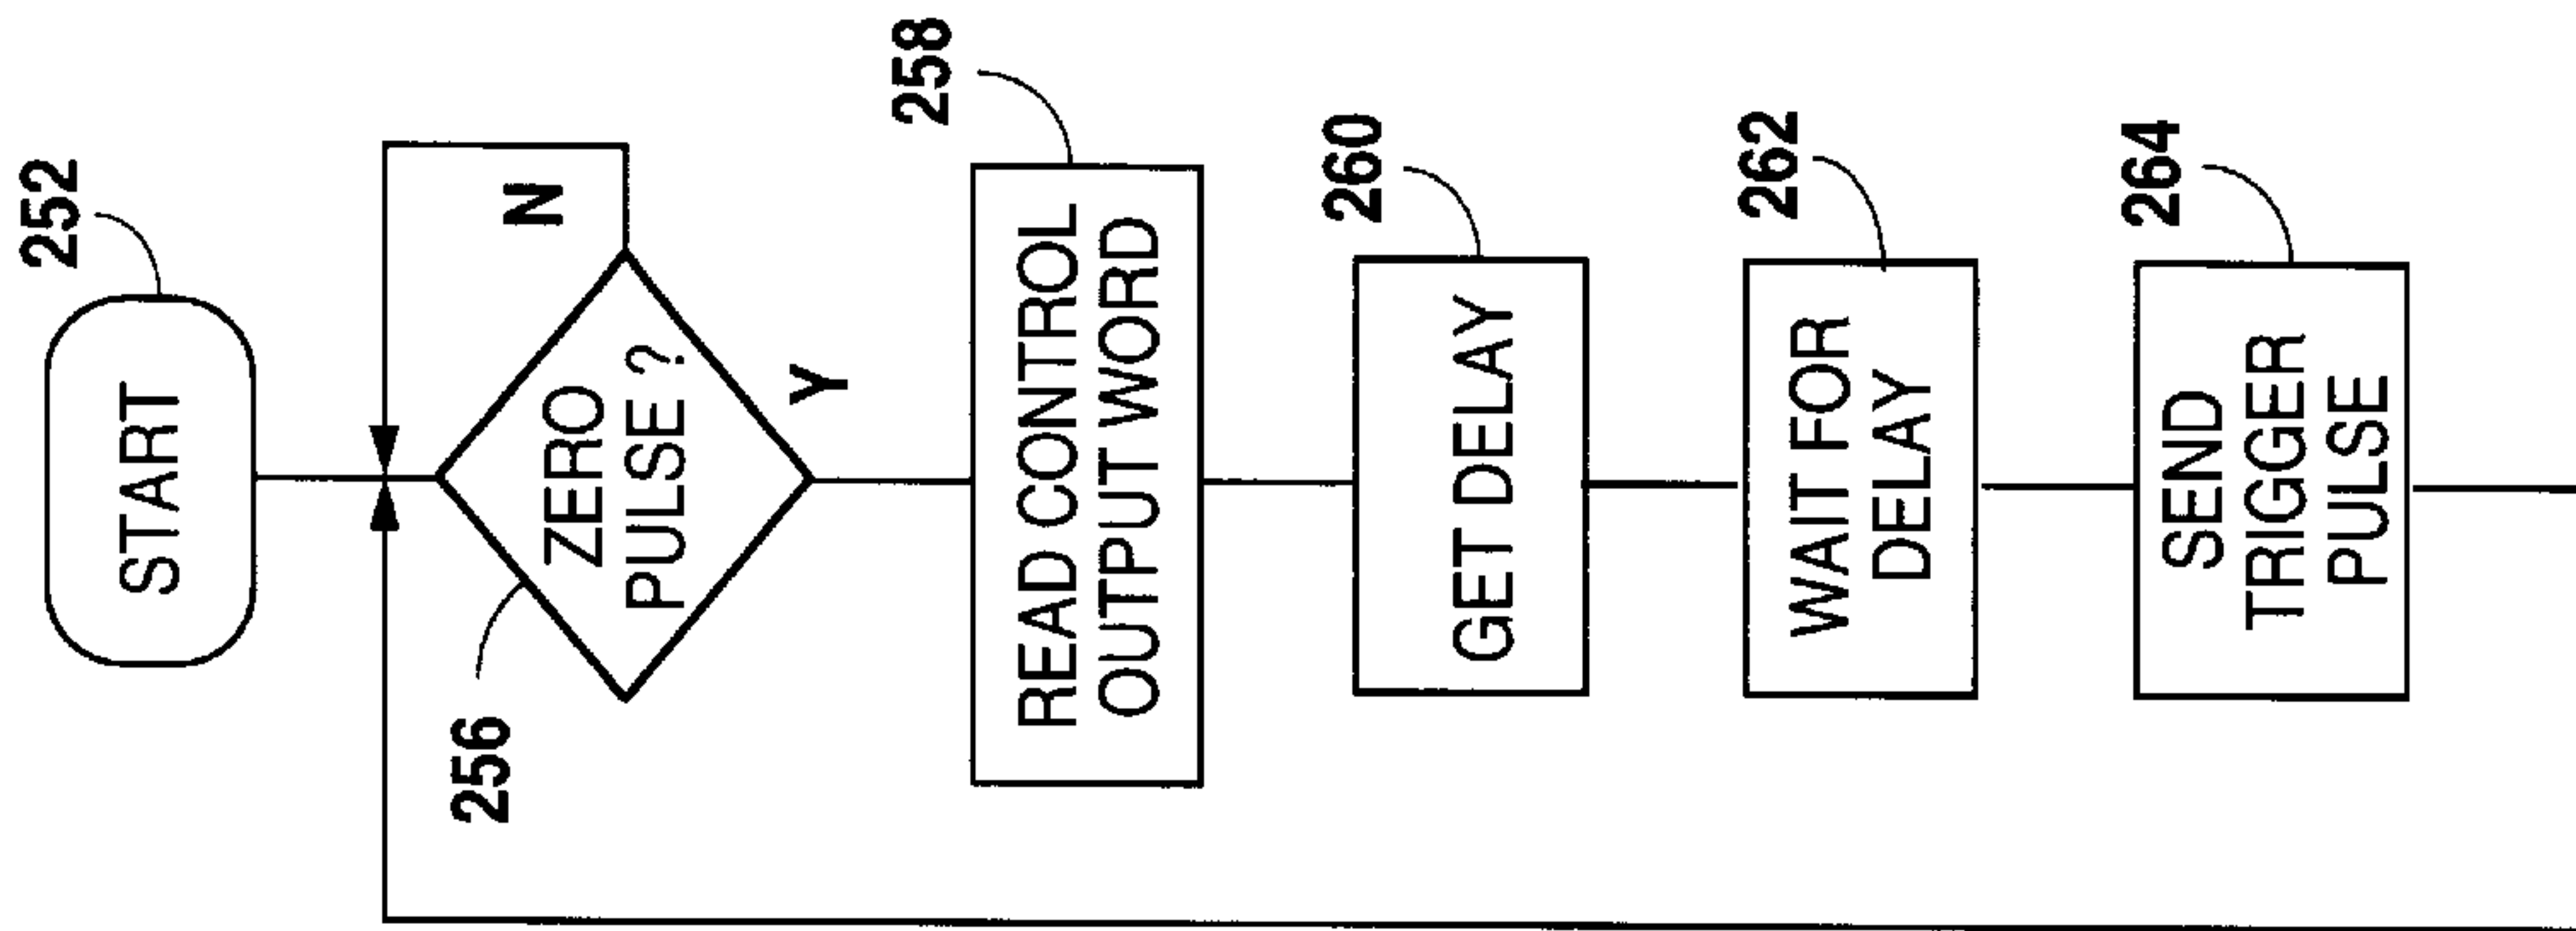 252
START
N
256
ZERO
PULSE ?
Y
258
READ CONTROL
OUTPUT WORD
260
GET DELAY
262
WAIT FOR
DELAY
264
SEND
TRIGGER
PULSE